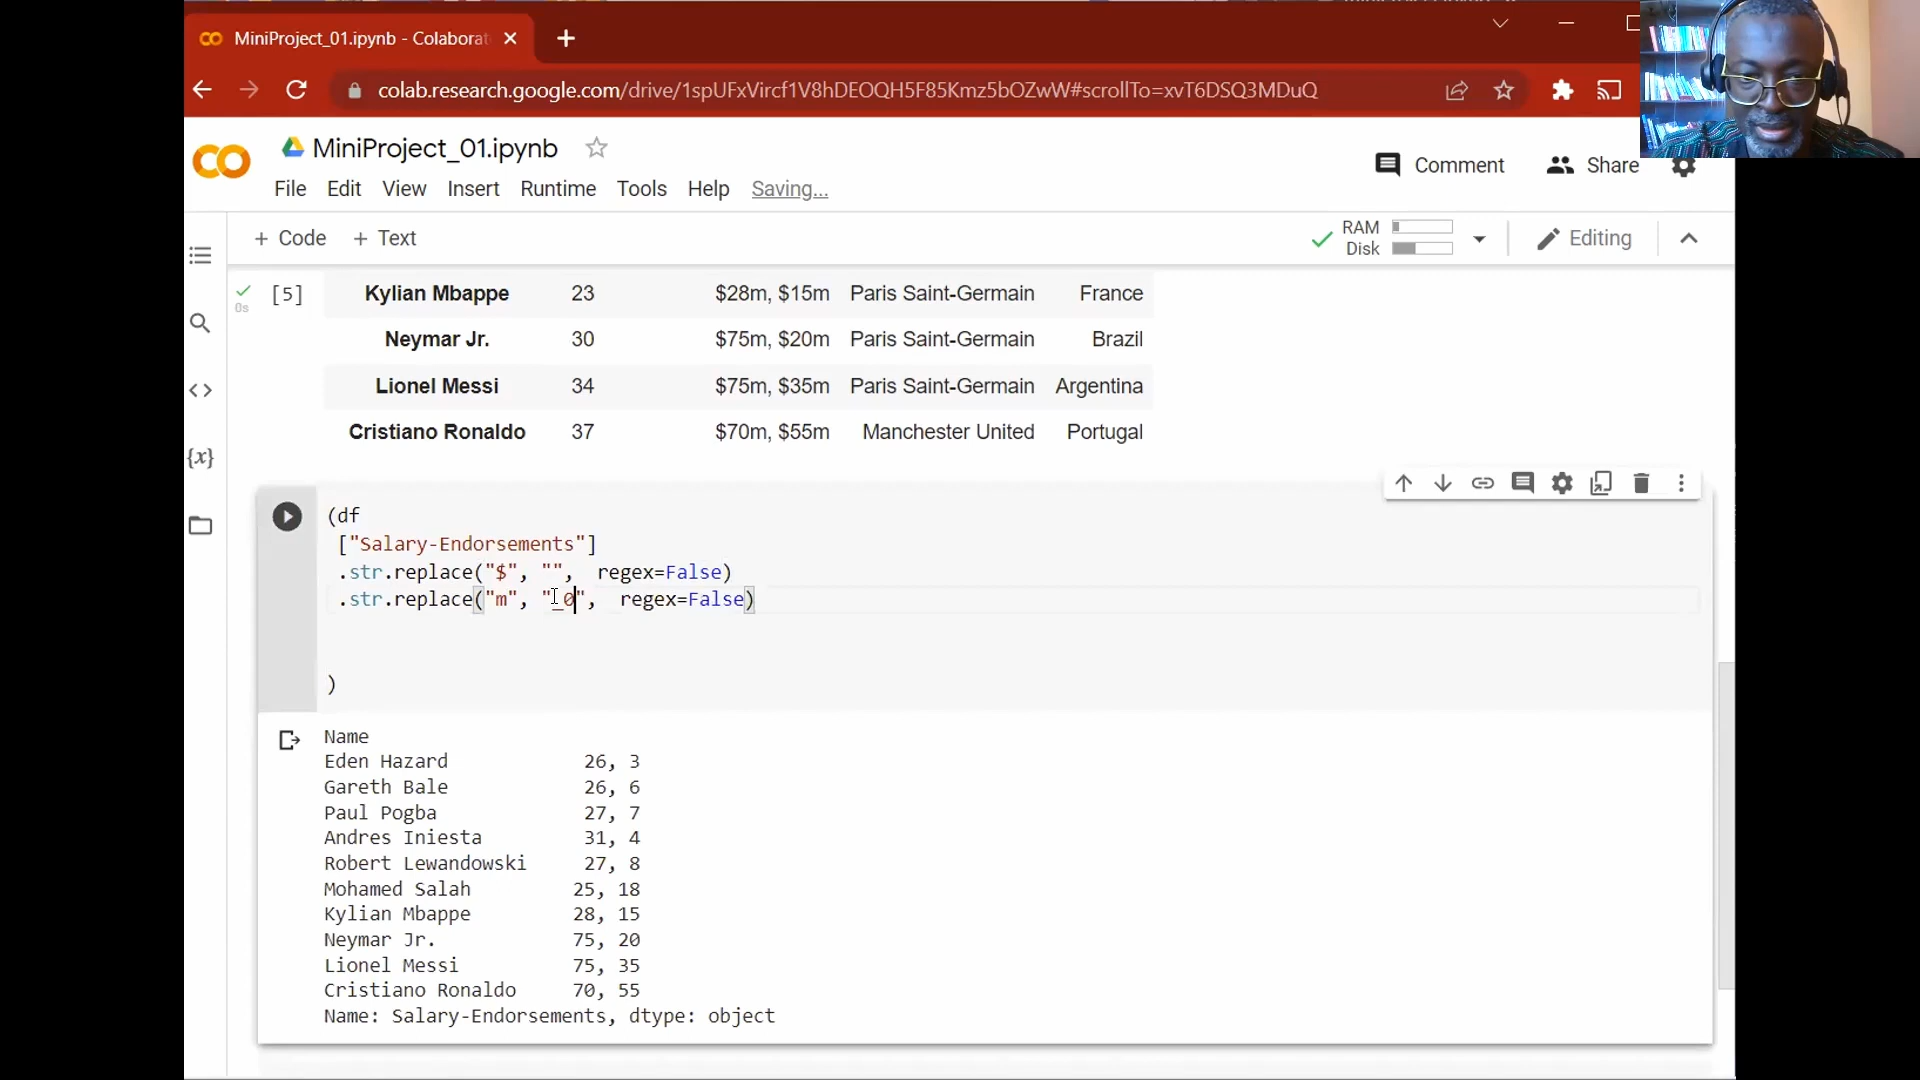 MiniProject_01.ipynb - Colaborat
colab.research.google.com/drive/1spUFxVircf1V8hDEOQH5F85Kmz5bOZwW#scrollTo=xvT6DSQ3MDuQ
MiniProject_01.ipynb
Comment
Share
File Edit View Insert Runtime Tools Help Saving...
+ Code + Text
RAM
Disk
Editing
[5] Kylian Mbappe 23 $28m, $15m Paris Saint-Germain France
0s
Neymar Jr. 30 $75m, $20m Paris Saint-Germain Brazil
Lionel Messi 34 $75m, $35m Paris Saint-Germain Argentina
Cristiano Ronaldo 37 $70m, $55m Manchester United Portugal
{x}
(df
["Salary-Endorsements"]
.str.replace("$", "", regex=False)
.str.replace("m", "_0", regex=False)
)
Name
Eden Hazard 26, 3
Gareth Bale 26, 6
Paul Pogba 27, 7
Andres Iniesta 31, 4
Robert Lewandowski 27, 8
Mohamed Salah 25, 18
Kylian Mbappe 28, 15
Neymar Jr. 75, 20
Lionel Messi 75, 35
Cristiano Ronaldo 70, 55
Name: Salary-Endorsements, dtype: object